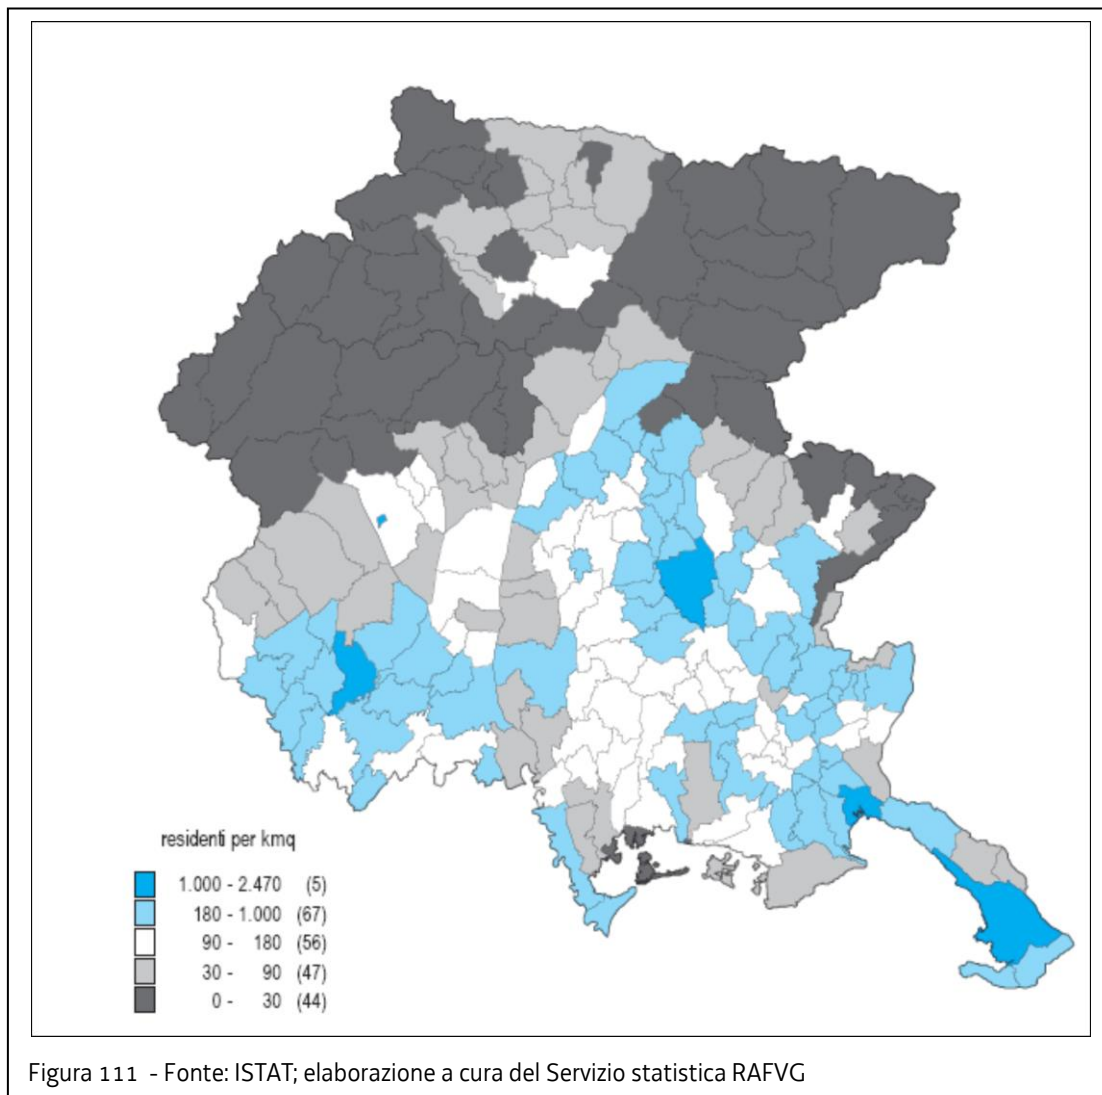 residenti per kmq
1.000 - 2.470 (5)
180 - 1.000 (67)
90 - 180 (56)
30 - 90 (47)
0 - 30 (44)
Figura 111 - Fonte: ISTAT; elaborazione a cura del Servizio statistica RAFVG